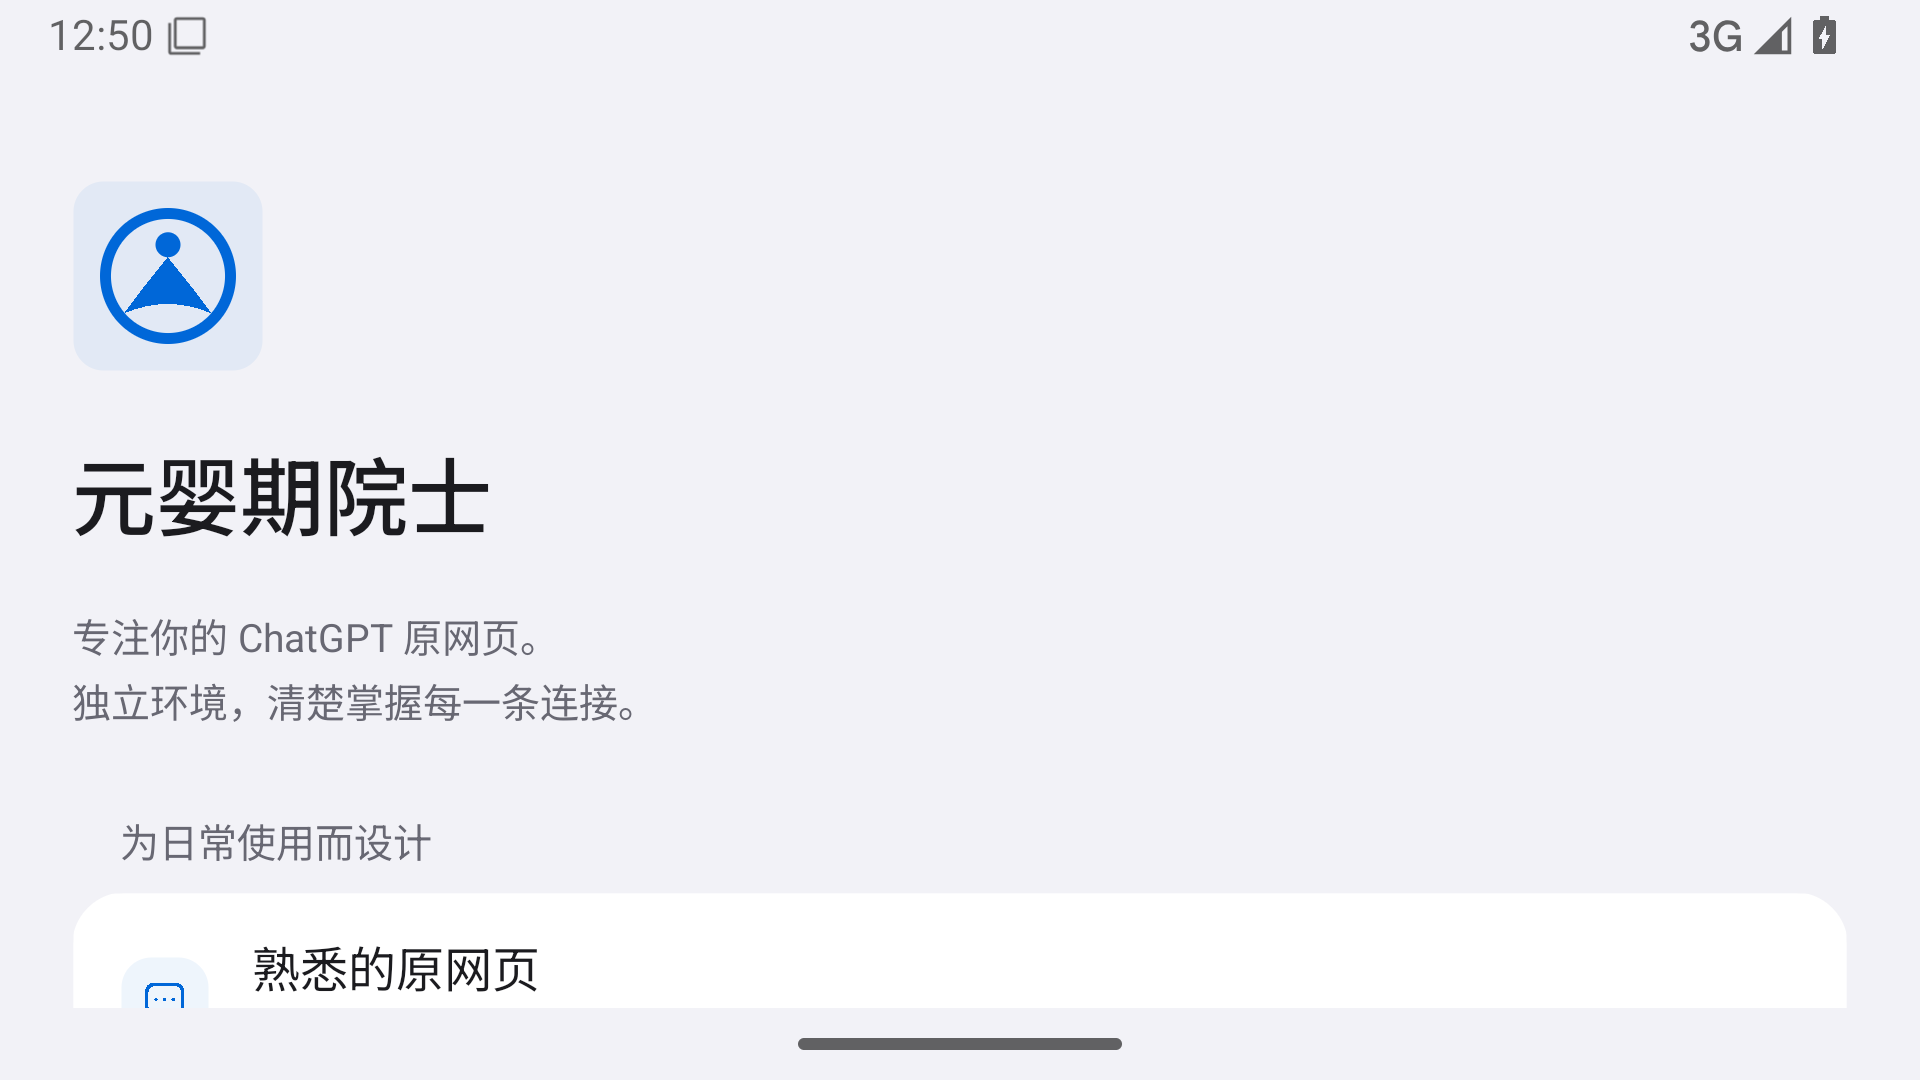 12:50
3G
元婴期院士
专注你的 ChatGPT 原网页。
独立环境，清楚掌握每一条连接。
为日常使用而设计
熟悉的原网页